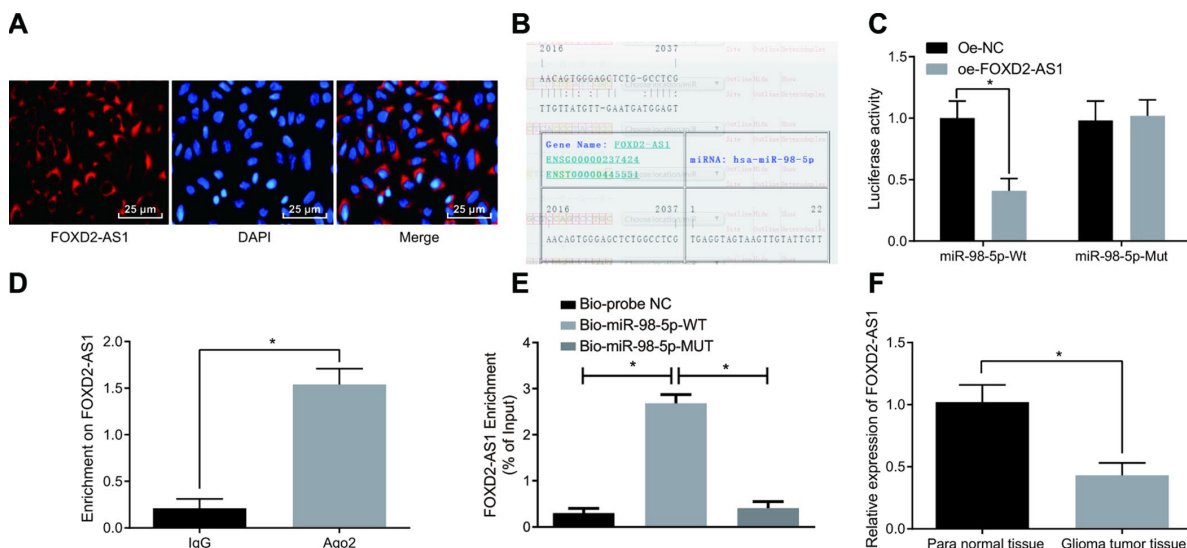 A
25 µm
25 µm
25 µm
FOXD2-AS1
DAPI
Merge
B
2016 2037
AACAGTGGGAGCTCTG-GCCTCG
TTGTTATGTT-GAATGATGGAGT
Gene Name: FOXD2-AS1
ENSG00000237424
ENST00000445551
miRNA: hsa-miR-98-5p
2016 2037
1 22
AACAGTGGGAGCTCTGGCCTCG
TGAGGTAGTAAGTTGTATTGTT
C
Oe-NC
oe-FOXD2-AS1
Luciferase activity
1.5
1.0
0.5
0.0
*
miR-98-5p-Wt
miR-98-5p-Mut
D
Enrichment on FOXD2-AS1
2.0
1.5
1.0
0.5
0.0
*
IgG
Ago2
E
Bio-probe NC
Bio-miR-98-5p-WT
Bio-miR-98-5p-MUT
FOXD2-AS1 Enrichment
(% of Input)
4
3
2
1
0
*
*
F
Relative expression of FOXD2-AS1
1.5
1.0
0.5
0.0
*
Para normal tissue
Glioma tumor tissue